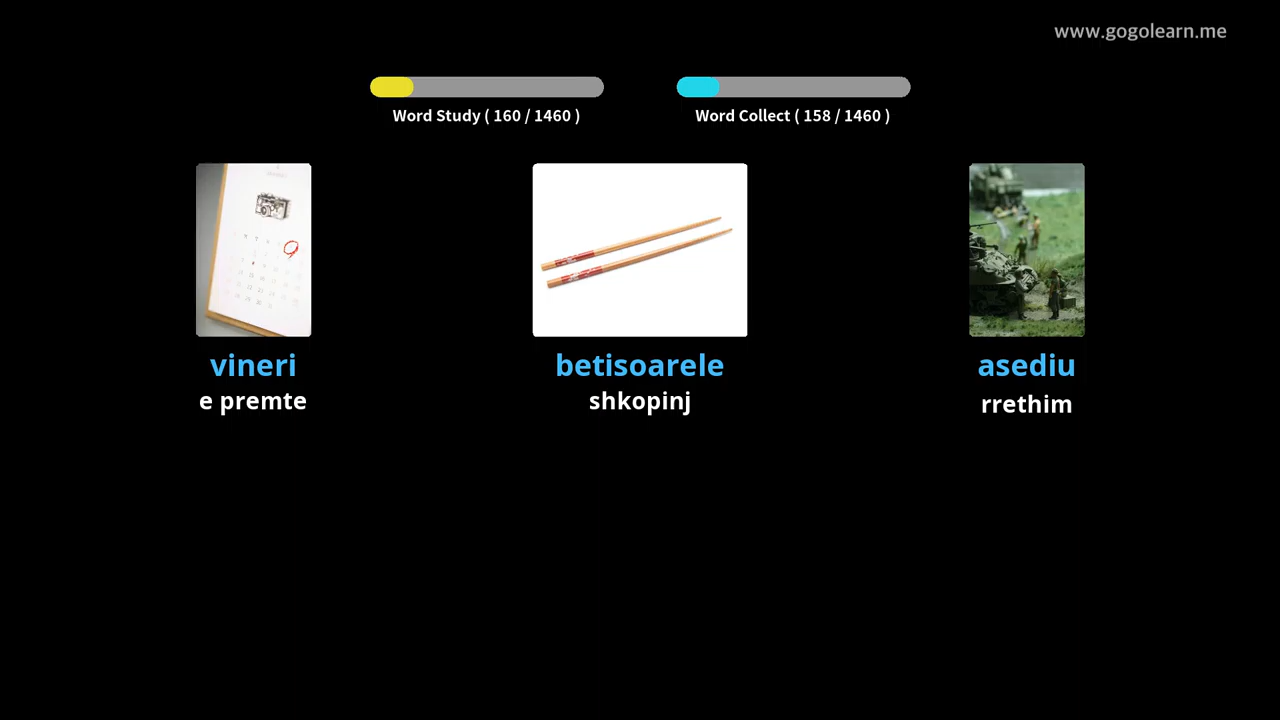 www.gogolearn.me
Word Study ( 160 / 1460 )
Word Collect ( 158 / 1460 )
vineri
betisoarele
asediu
e premte
shkopinj
rrethim